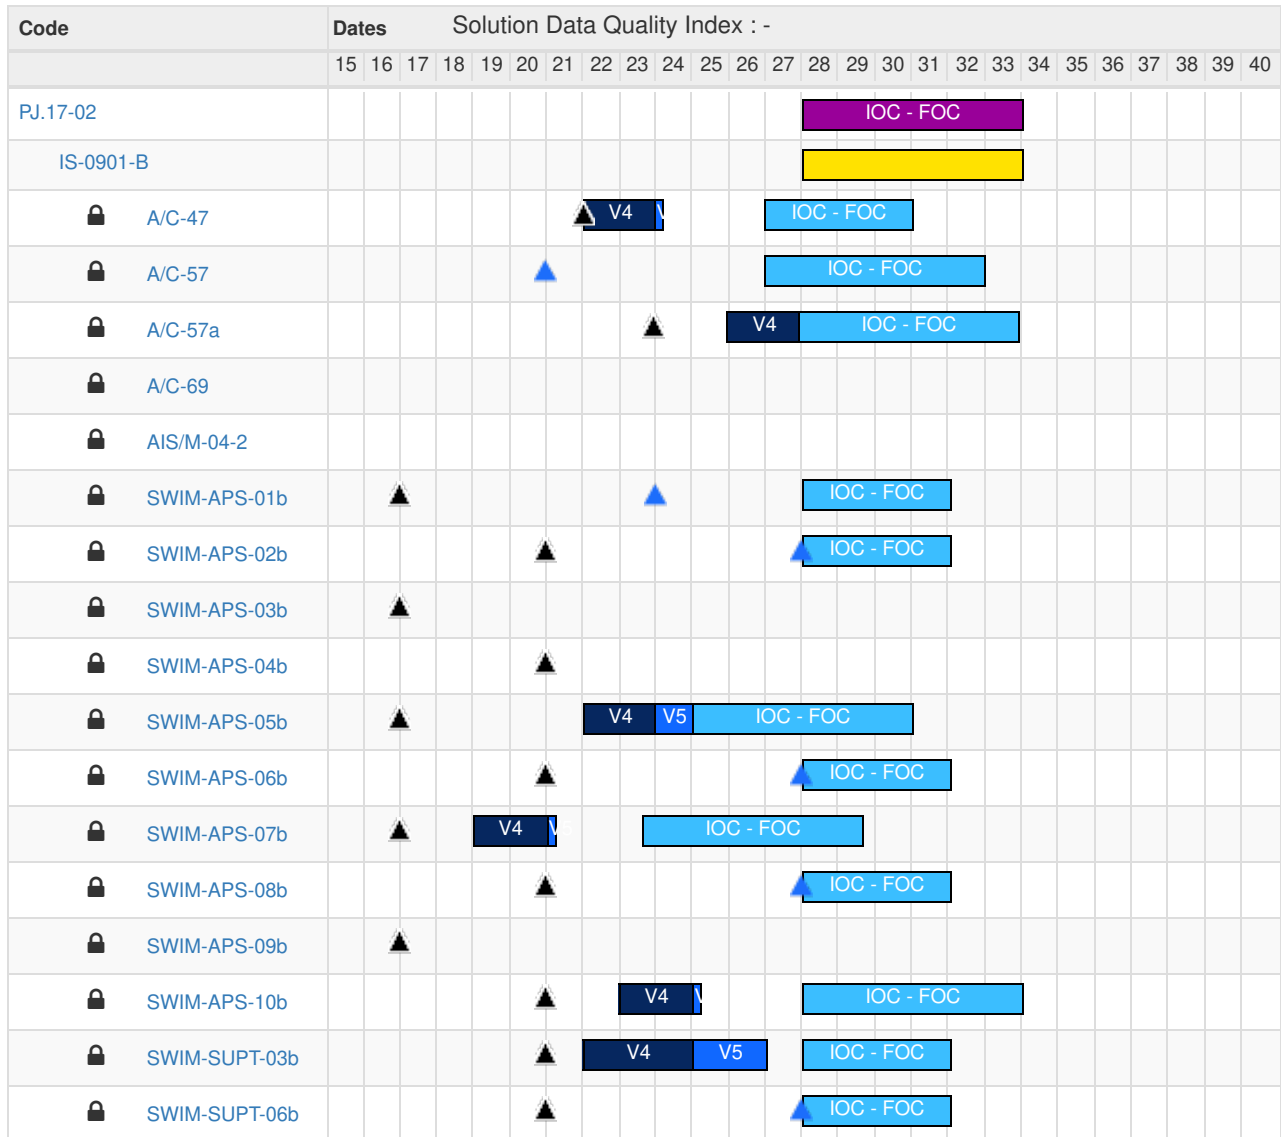 Code Dates Solution Data Quality Index : -
15 16 17 18 19 20 21 22 23 24 25 26 27 28 29 30 31 32 33 34 35 36 37 38 39 40
PJ.17-02 IOC - FOC
IS-0901-B
A/C-47 V4 V IOC - FOC
A/C-57 IOC - FOC
A/C-57a V4 IOC - FOC
A/C-69
AIS/M-04-2
SWIM-APS-01b IOC - FOC
SWIM-APS-02b IOC - FOC
SWIM-APS-03b
SWIM-APS-04b
SWIM-APS-05b V4 V5 IOC - FOC
SWIM-APS-06b IOC - FOC
SWIM-APS-07b V4 V5 IOC - FOC
SWIM-APS-08b IOC - FOC
SWIM-APS-09b
SWIM-APS-10b V4 V IOC - FOC
SWIM-SUPT-03b V4 V5 IOC - FOC
SWIM-SUPT-06b IOC - FOC